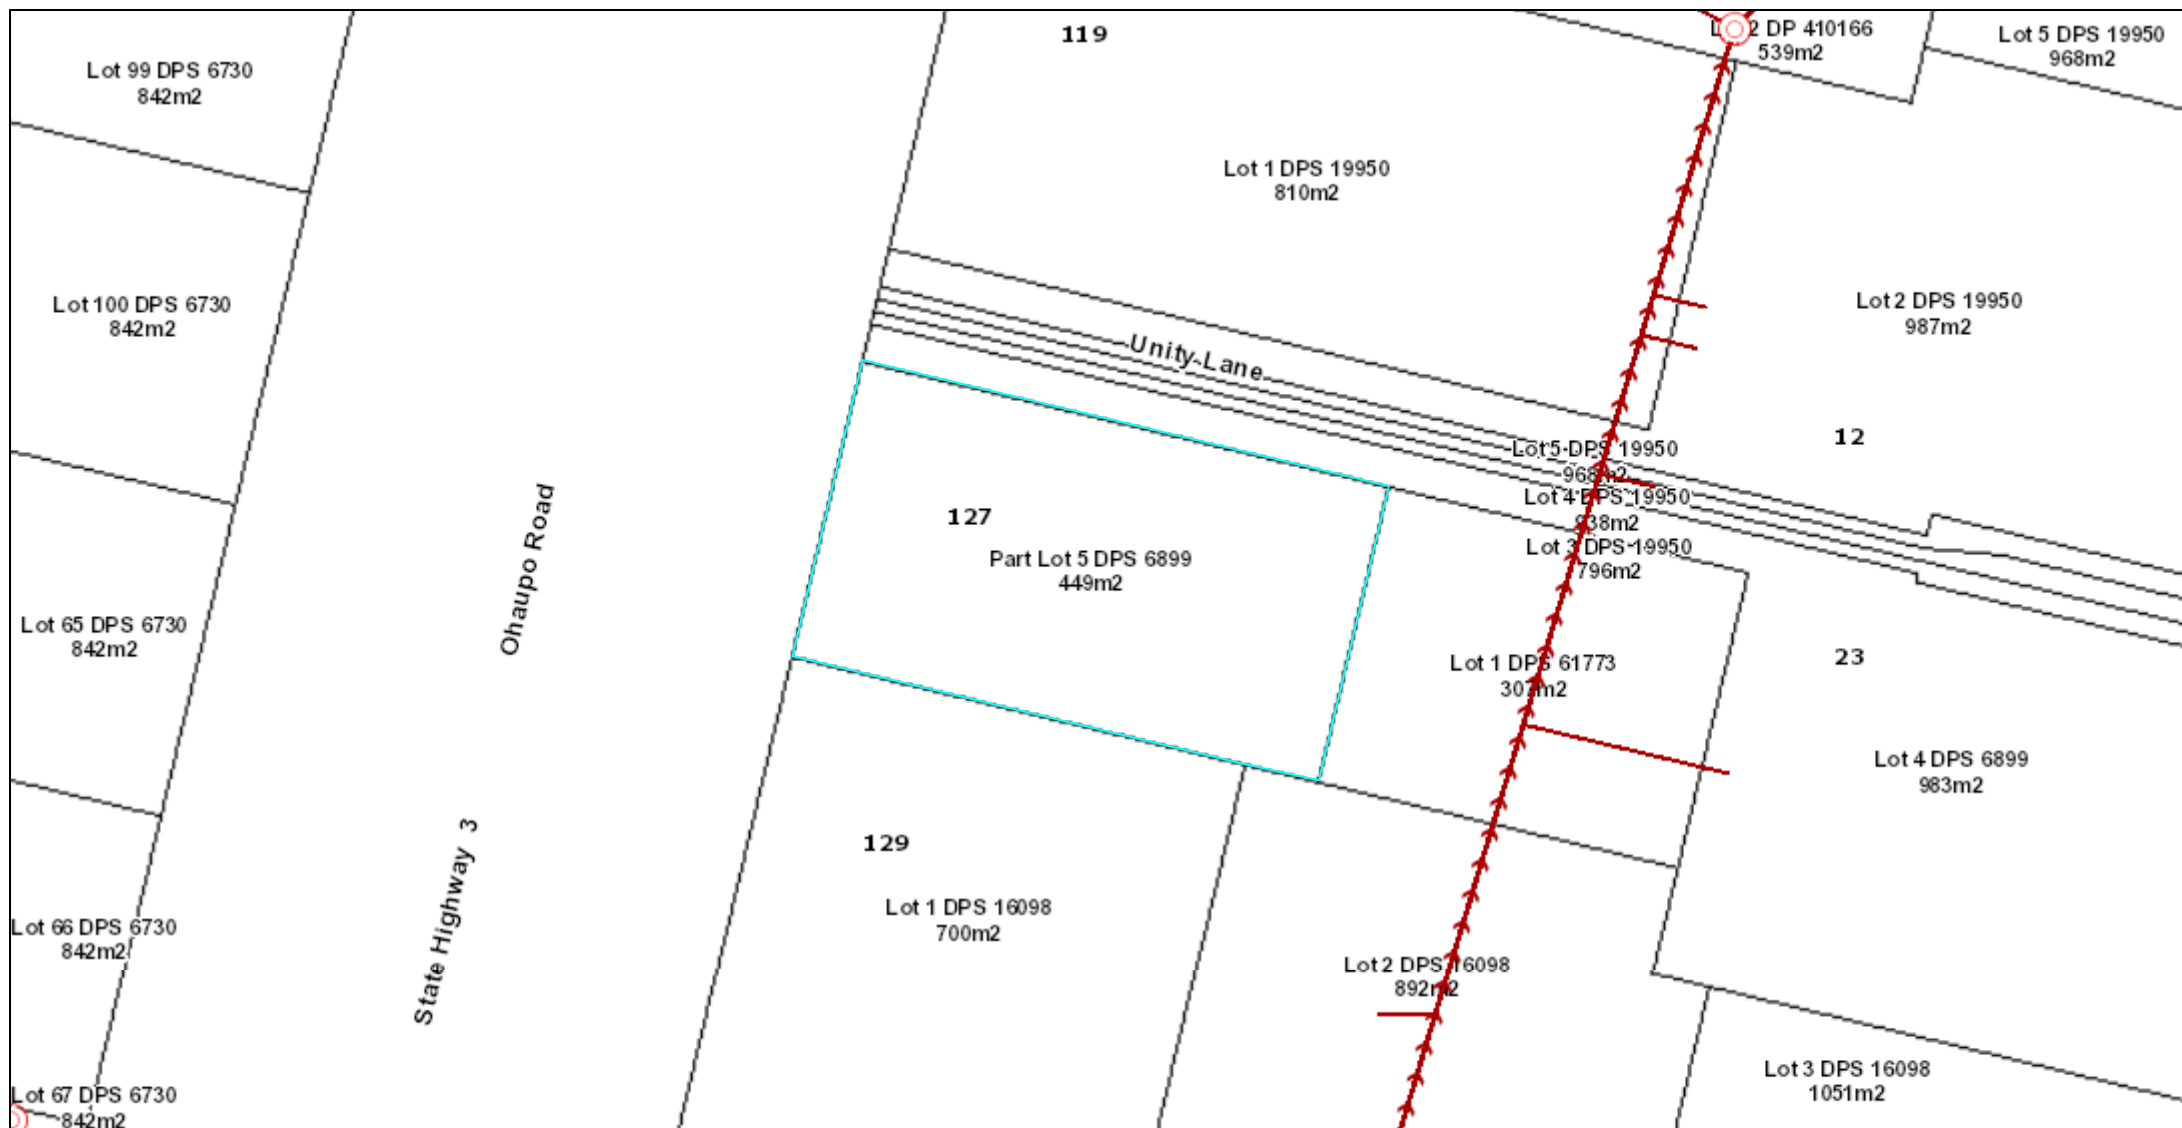 119
Lot 2 DP 410166
539m2
Lot 5 DPS 19950
968m2
Lot 99 DPS 6730
842m2
Lot 1 DPS 19950
810m2
Lot 100 DPS 6730
842m2
Lot 2 DPS 19950
987m2
Unity Lane
12
Lot 5 DPS 19950
968m2
Lot 4 DPS 19950
938m2
Lot 3 DPS 19950
796m2
127
Part Lot 5 DPS 6899
449m2
Ohaupo Road
Lot 65 DPS 6730
842m2
Lot 1 DPS 61773
307m2
23
Lot 4 DPS 6899
983m2
129
Lot 1 DPS 16098
700m2
State Highway 3
Lot 66 DPS 6730
842m2
Lot 2 DPS 16098
892m2
Lot 3 DPS 16098
1051m2
Lot 67 DPS 6730
842m2